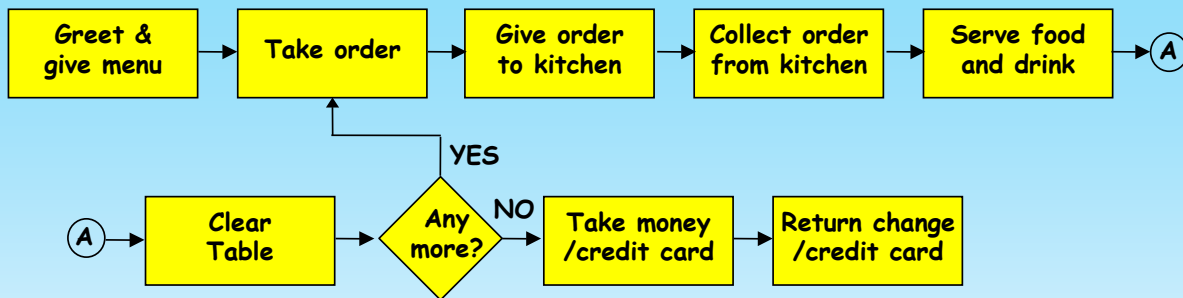 Greet &
give menu
Take order
Give order
to kitchen
Collect order
from kitchen
Serve food
and drink
A
YES
A
Clear
Table
Any
more?
NO
Take money
/credit card
Return change
/credit card